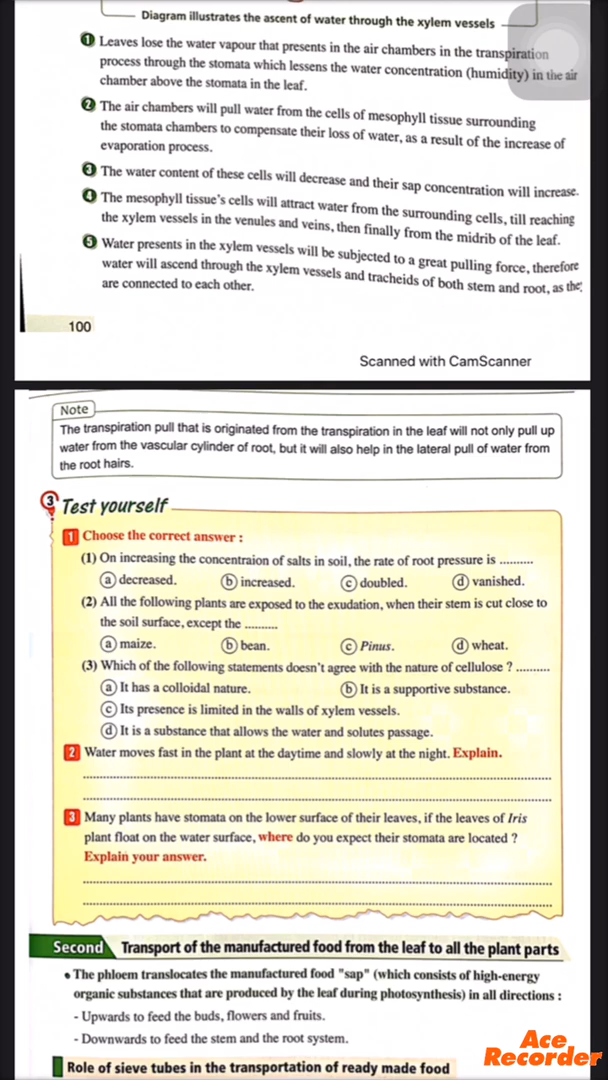 Diagram illustrates the ascent of water through the xylem vessels
1 Leaves lose the water vapour that presents in the air chambers in the transpiration
process through the stomata which lessens the water concentration (humidity) in the air
chamber above the stomata in the leaf.
2 The air chambers will pull water from the cells of mesophyll tissue surrounding
the stomata chambers to compensate their loss of water, as a result of the increase of
evaporation process.
3 The water content of these cells will decrease and their sap concentration will increase.
4 The mesophyll tissue's cells will attract water from the surrounding cells, till reaching
the xylem vessels in the venules and veins, then finally from the midrib of the leaf.
5 Water presents in the xylem vessels will be subjected to a great pulling force, therefore
water will ascend through the xylem vessels and tracheids of both stem and root, as they
are connected to each other.
100
Scanned with CamScanner
Note
The transpiration pull that is originated from the transpiration in the leaf will not only pull up
water from the vascular cylinder of root, but it will also help in the lateral pull of water from
the root hairs.
3 Test yourself
1 Choose the correct answer :
(1) On increasing the concentraion of salts in soil, the rate of root pressure is ..........
a decreased. b increased. c doubled. d vanished.
(2) All the following plants are exposed to the exudation, when their stem is cut close to
the soil surface, except the ..........
a maize. b bean. c Pinus. d wheat.
(3) Which of the following statements doesn't agree with the nature of cellulose ? ..........
a It has a colloidal nature. b It is a supportive substance.
c Its presence is limited in the walls of xylem vessels.
d It is a substance that allows the water and solutes passage.
2 Water moves fast in the plant at the daytime and slowly at the night. Explain.
3 Many plants have stomata on the lower surface of their leaves, if the leaves of Iris
plant float on the water surface, where do you expect their stomata are located ?
Explain your answer.
Second Transport of the manufactured food from the leaf to all the plant parts
• The phloem translocates the manufactured food "sap" (which consists of high-energy
organic substances that are produced by the leaf during photosynthesis) in all directions :
- Upwards to feed the buds, flowers and fruits.
- Downwards to feed the stem and the root system.
Role of sieve tubes in the transportation of ready made food
Ace
Recorder